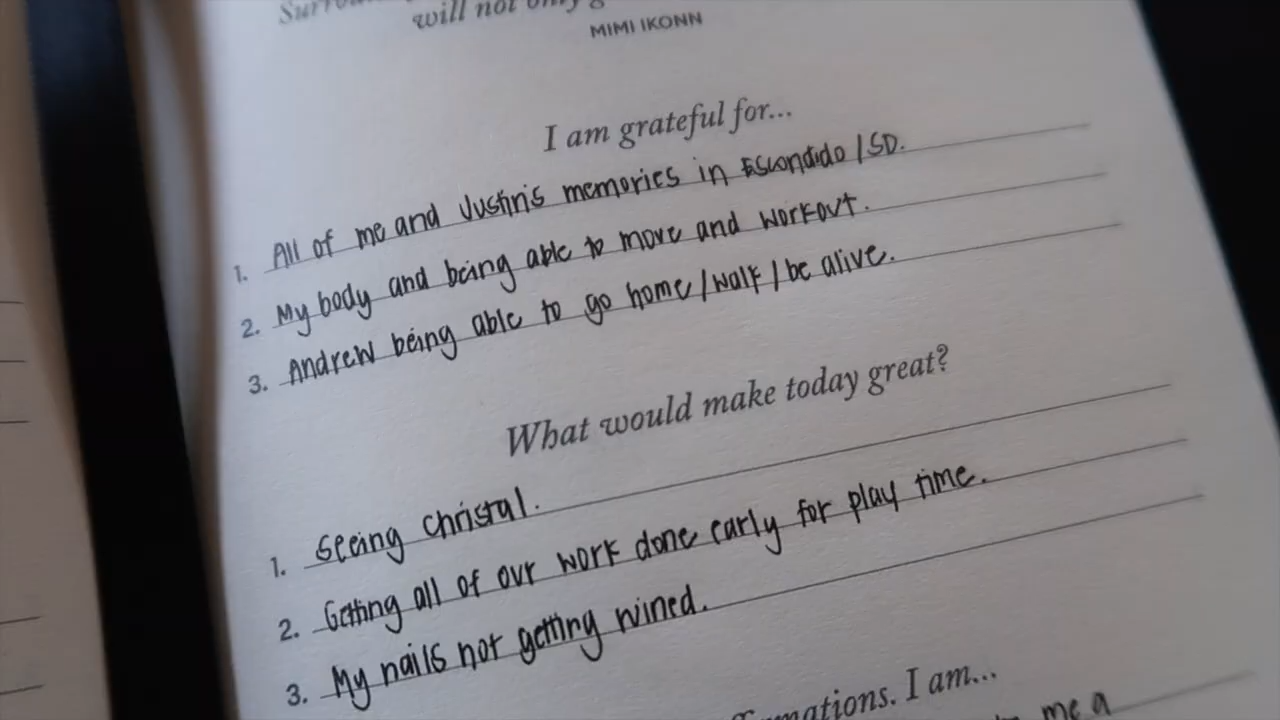 will not only
MIMI IKONN
I am grateful for...
1. All of me and Justin's memories in Escondido / SD.
2. My body and being able to move and workout.
3. Andrew being able to go home / walk / be alive.
What would make today great?
1. Seeing Christal.
2. Getting all of our work done early for play time.
3. My nails not getting ruined.
I am...
me a